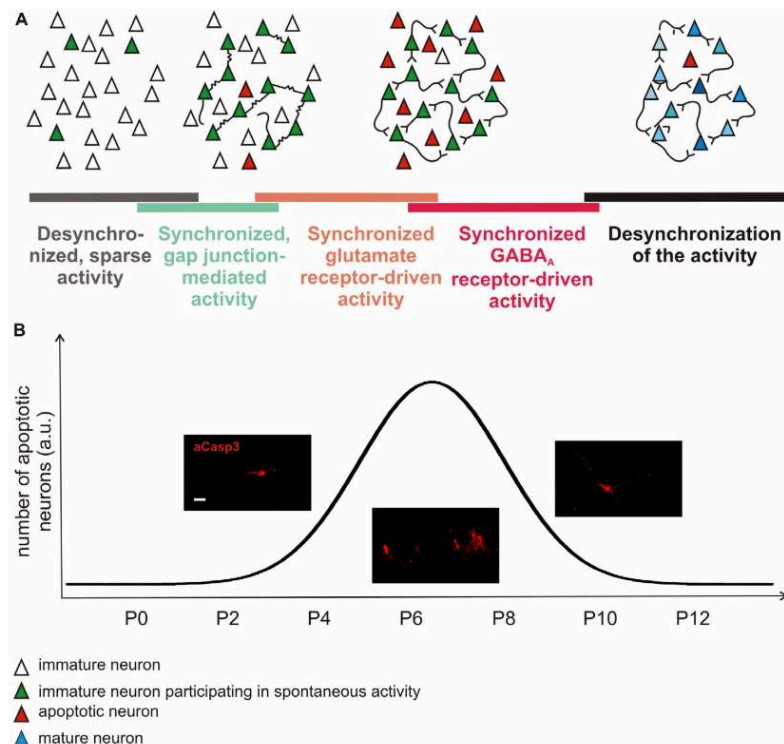 A
Desychro-
nized, sparse
activity
Synchronized,
gap junction-
mediated
activity
Synchronized
glutamate
receptor-driven
activity
Synchronized
GABAA
receptor-driven
activity
Desynchronization
of the activity
B
number of apoptotic
neurons (a.u.)
aCasp3
P0 P2 P4 P6 P8 P10 P12
immature neuron
immature neuron participating in spontaneous activity
apoptotic neuron
mature neuron